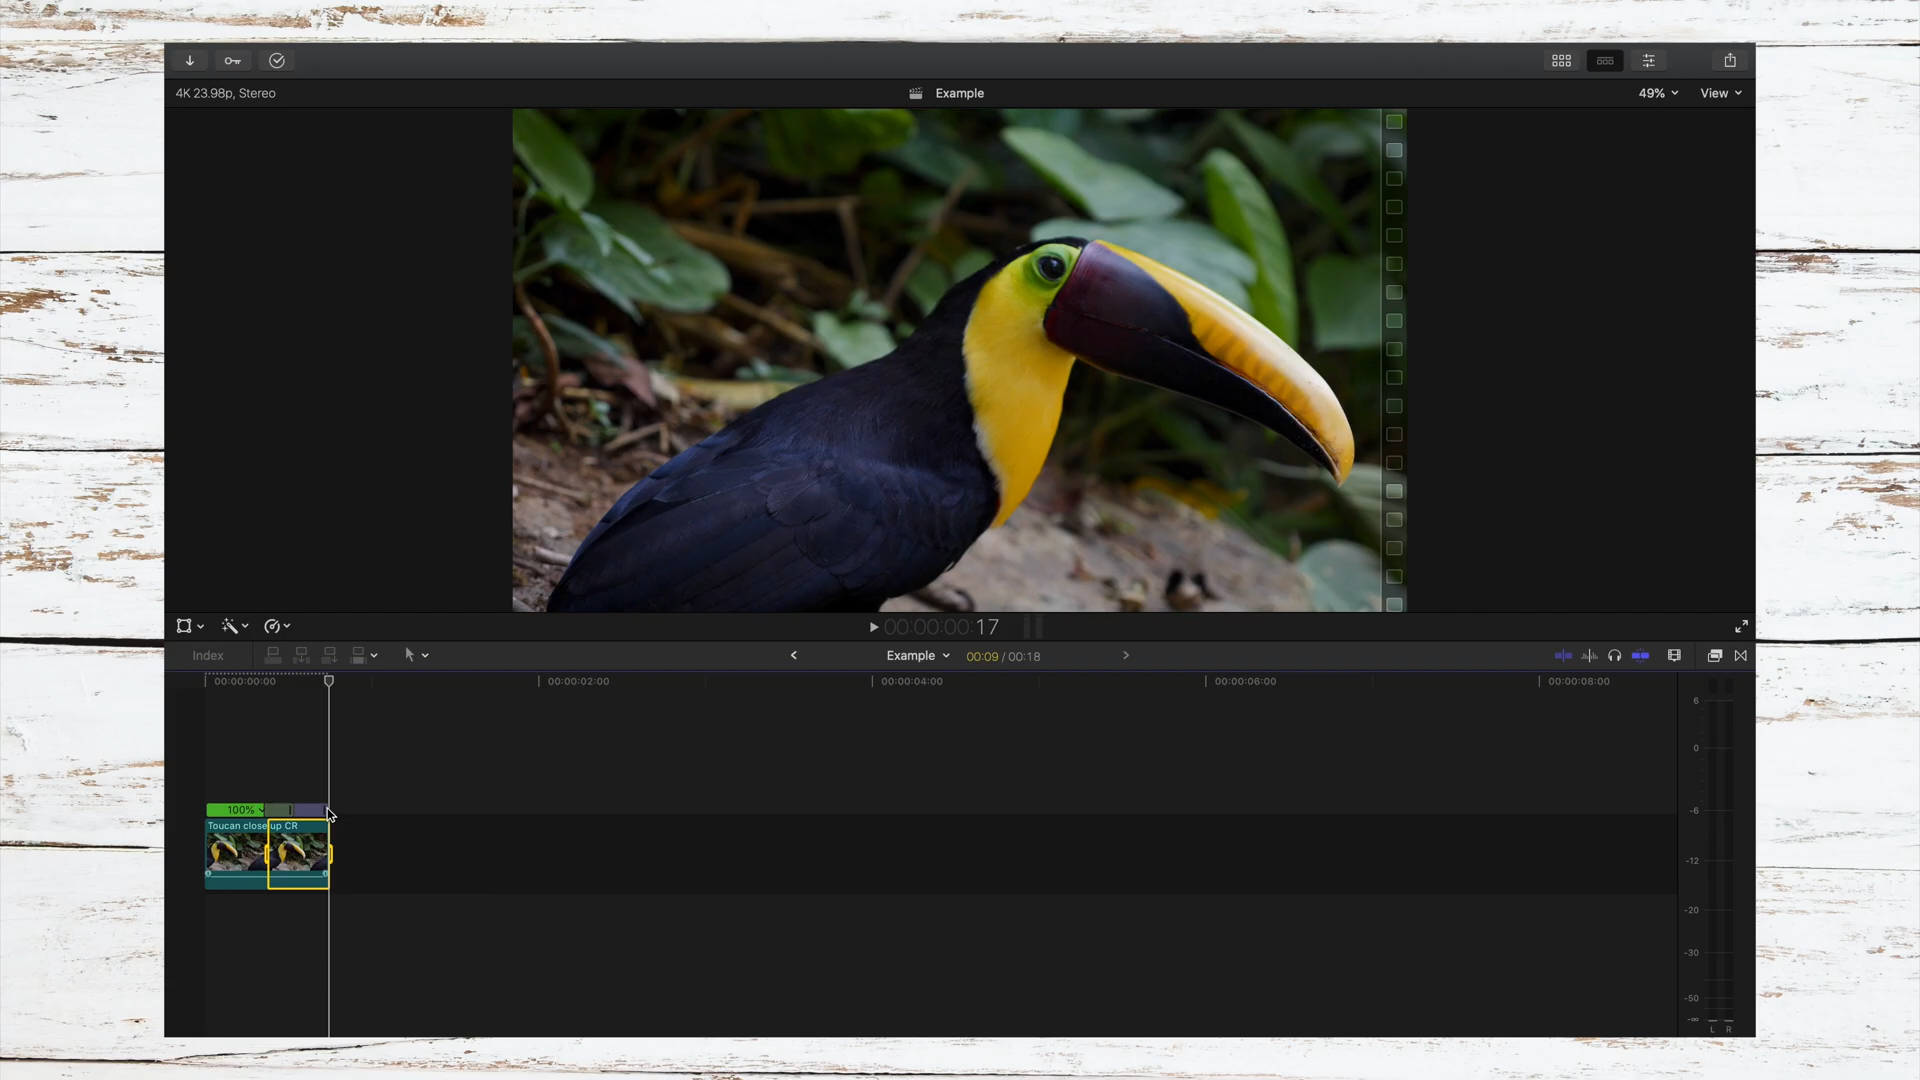 4K 23.98p, Stereo
Example
49%
View
00:00:00:17
Index
Example
00:09 / 00:18
00:00:00:00
00:00:02:00
00:00:04:00
00:00:06:00
00:00:08:00
6
0
-6
-12
-20
-30
-50
-∞
L R
100%
Toucan close up CR